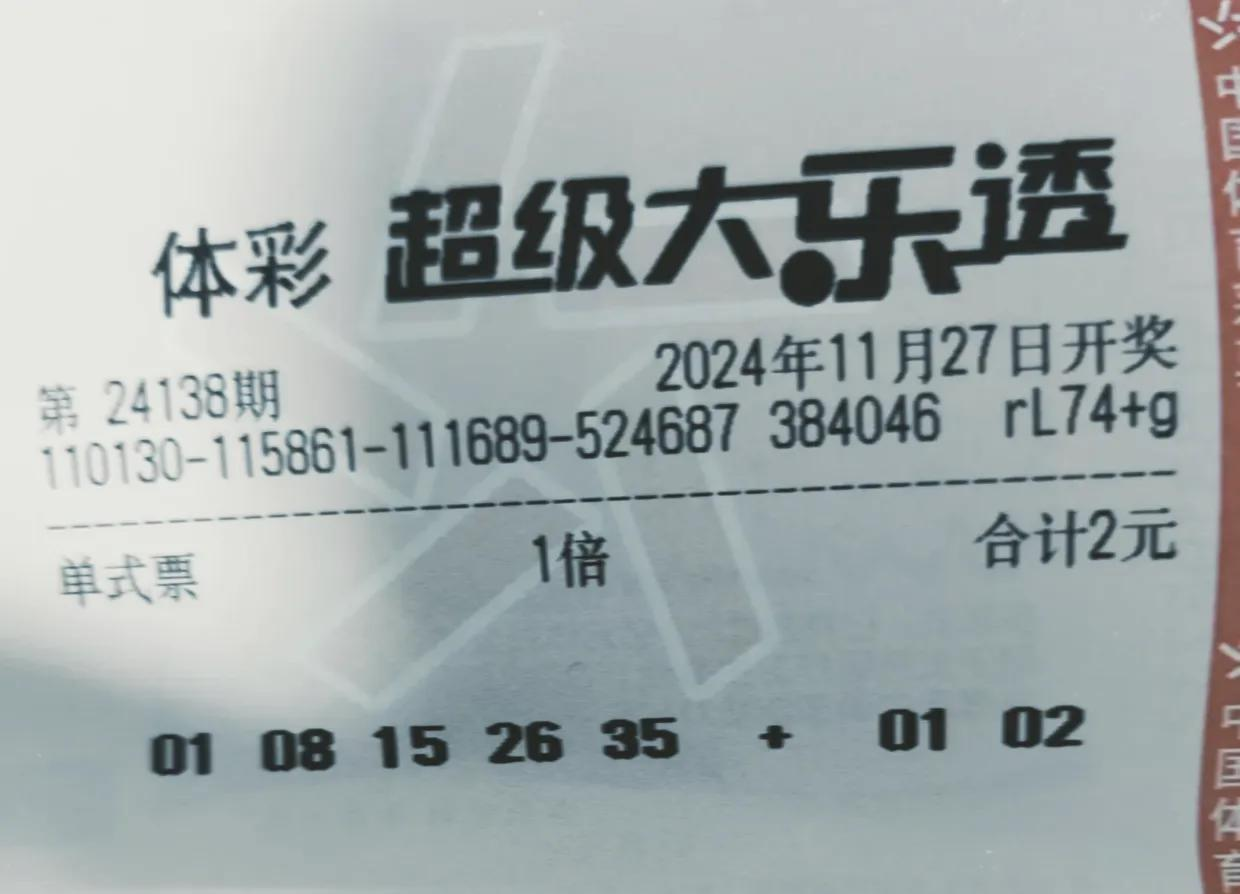 体彩 超级大乐透
第 24138期 2024年11月27日开奖
110130-115861-111689-524687 384046 rL74+g
单式票 1倍 合计2元
01 08 15 26 35 + 01 02
中国体育
中国体育